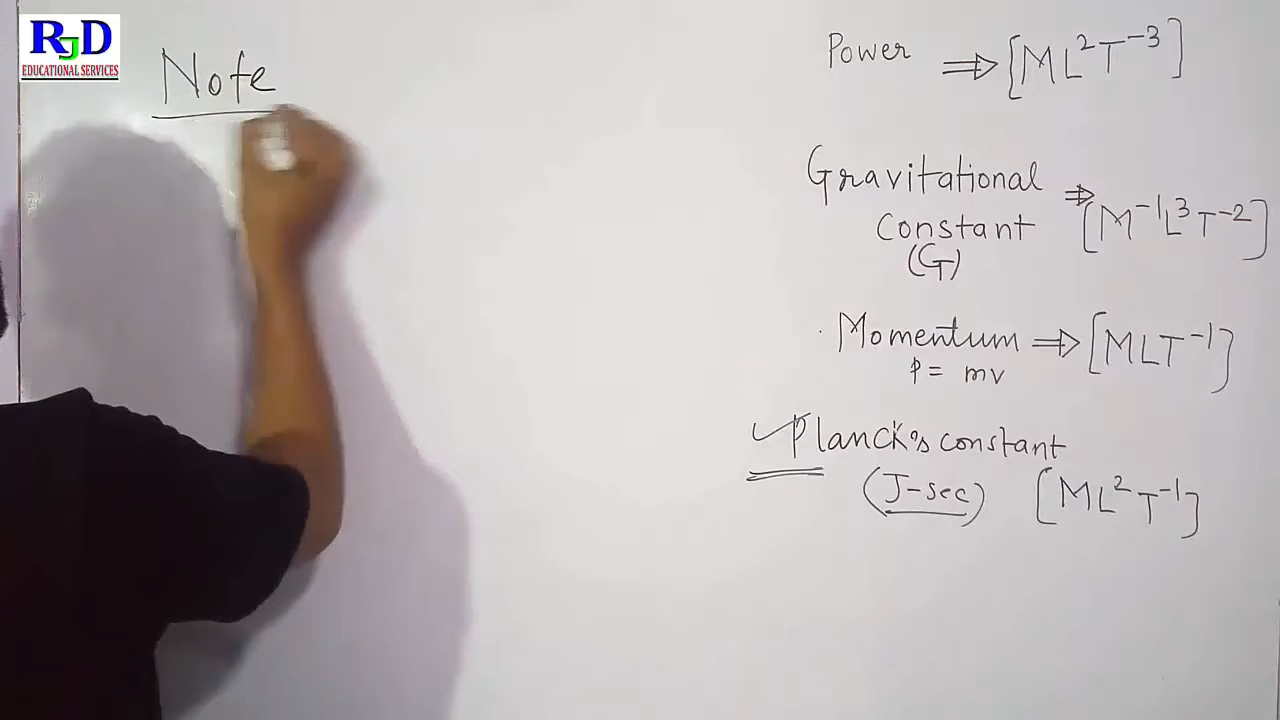 RJD
EDUCATIONAL SERVICES
Note
Power ⇒ [ML²T⁻³]
Gravitational ⇒
Constant [M⁻¹L³T⁻²]
(G)
Momentum ⇒ [MLT⁻¹]
p = mv
✓Planck's constant
(J-sec) [ML²T⁻¹]